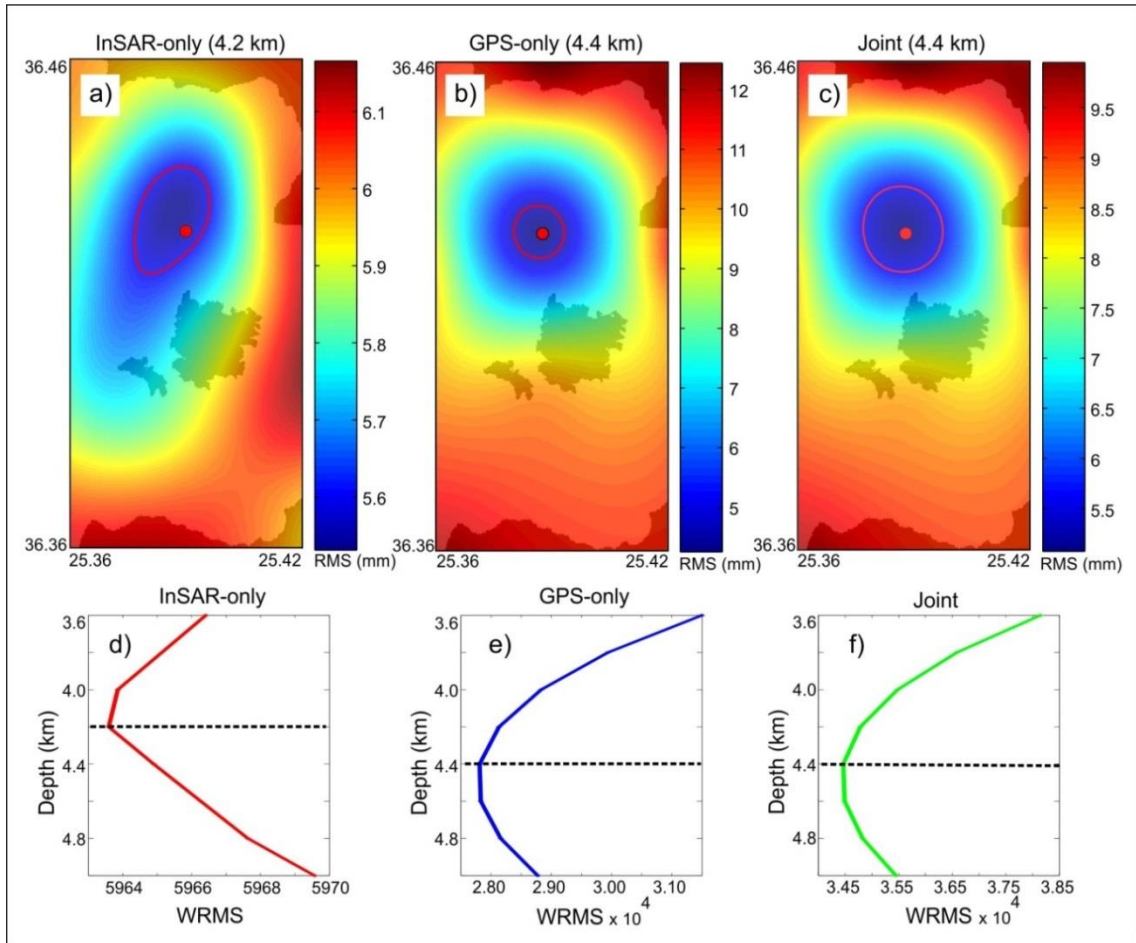 InSAR-only (4.2 km)
GPS-only (4.4 km)
Joint (4.4 km)
36.46
a)
6.1
6
5.9
5.8
5.7
5.6
36.36
25.36
25.42
RMS (mm)
36.46
b)
12
11
10
9
8
7
6
5
36.36
25.36
25.42
RMS (mm)
36.46
c)
9.5
9
8.5
8
7.5
7
6.5
6
5.5
36.36
25.36
25.42
RMS (mm)
InSAR-only
d)
3.6
4.0
4.4
4.8
Depth (km)
5964
5966
5968
5970
WRMS
GPS-only
e)
3.6
4.0
4.4
4.8
Depth (km)
2.80
2.90
3.00
3.10
WRMS x 10 4
Joint
f)
3.6
4.0
4.4
4.8
Depth (km)
3.45
3.55
3.65
3.75
3.85
WRMS x 10 4